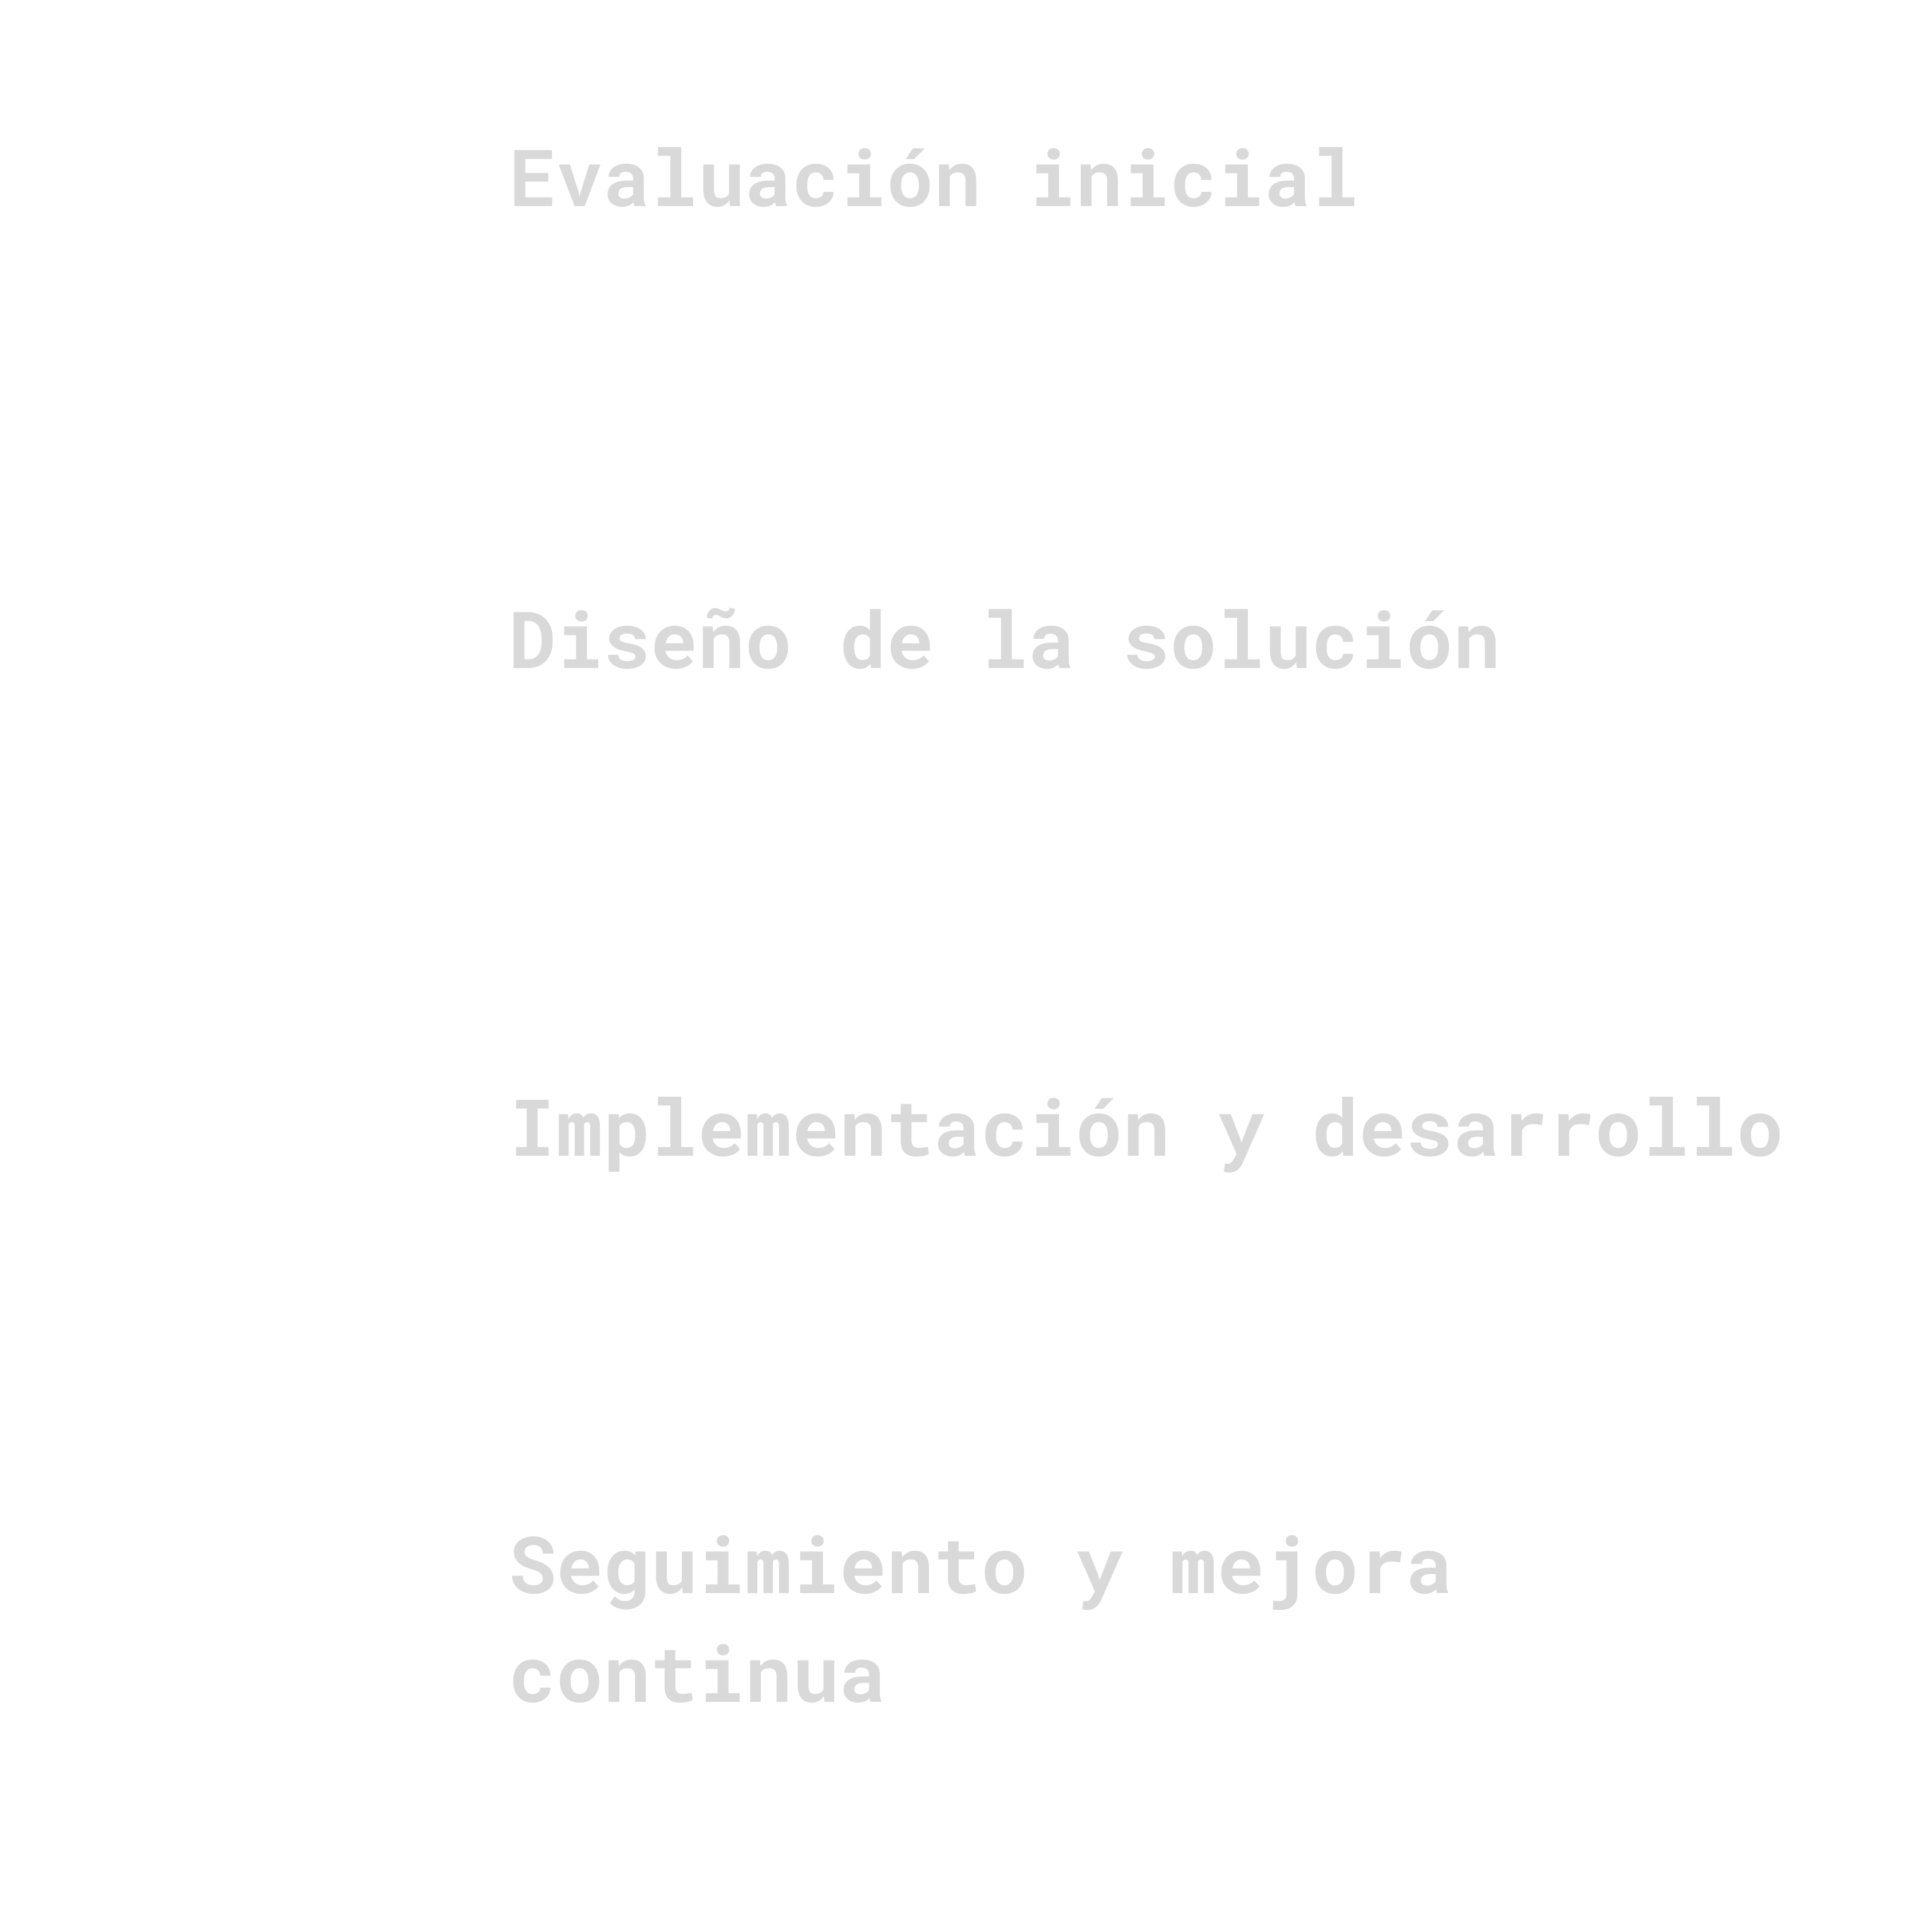 Evaluación inicial
Diseño de la solución
Implementación y desarrollo
Seguimiento y mejora
continua